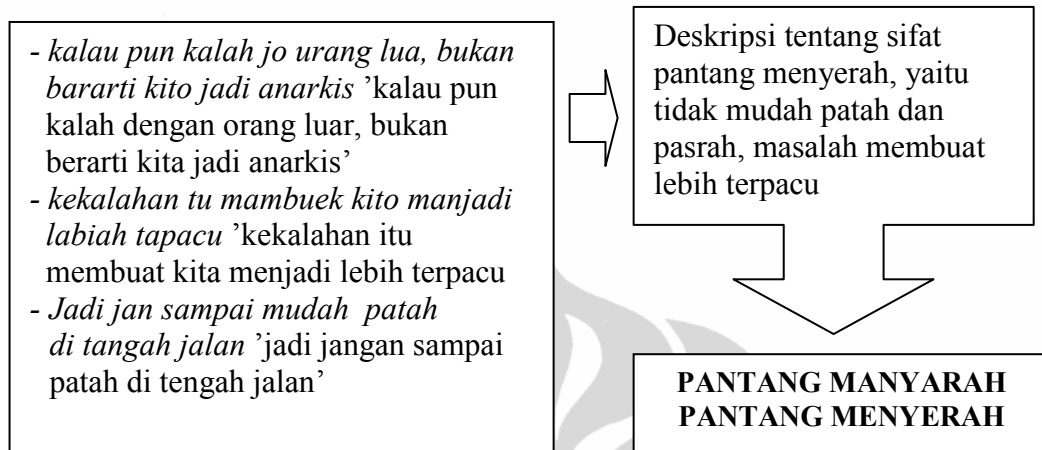 - kalau pun kalah jo urang lua, bukan
bararti kito jadi anarkis ’kalau pun
kalah dengan orang luar, bukan
berarti kita jadi anarkis’
- kekalahan tu mambuek kito manjadi
labiah tapacu ’kekalahan itu
membuat kita menjadi lebih terpacu
- Jadi jan sampai mudah patah
di tangah jalan ’jadi jangan sampai
patah di tengah jalan’
Deskripsi tentang sifat
pantang menyerah, yaitu
tidak mudah patah dan
pasrah, masalah membuat
lebih terpacu
PANTANG MANYARAH
PANTANG MENYERAH